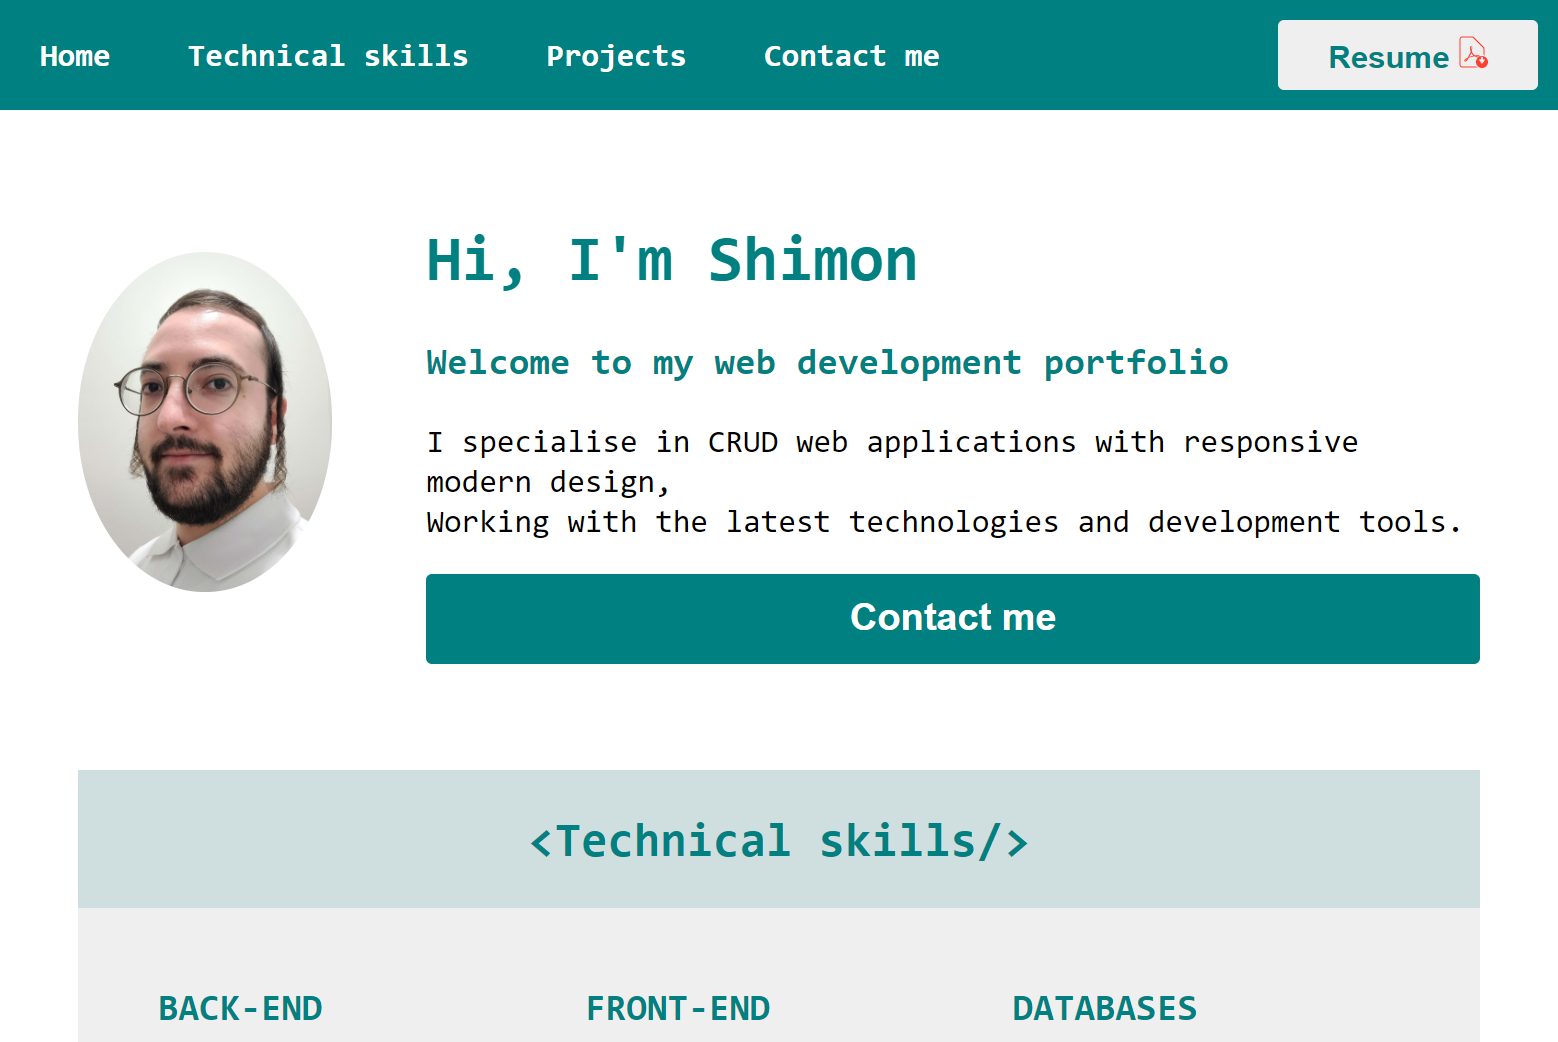 Home
Technical skills
Projects
Contact me
Resume
Hi, I'm Shimon
Welcome to my web development portfolio
I specialise in CRUD web applications with responsive
modern design,
Working with the latest technologies and development tools.
Contact me
<Technical skills/>
BACK-END
FRONT-END
DATABASES